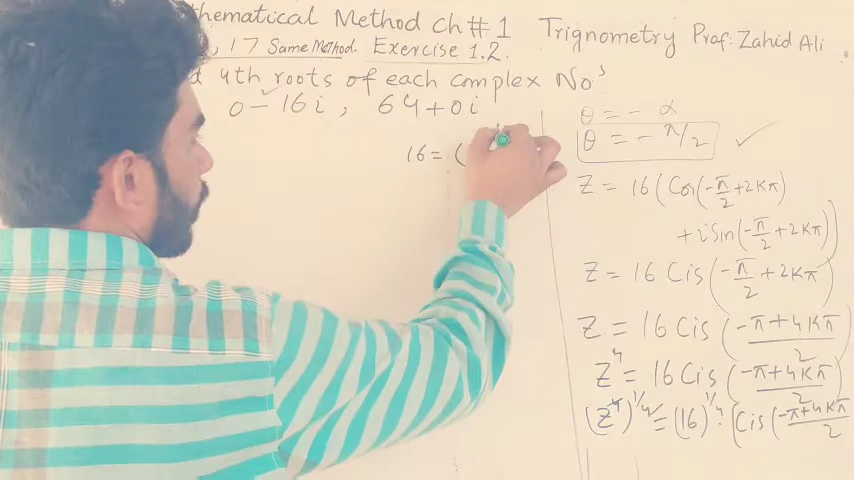 thematical Method Ch # 1 Trignometry Prof: Zahid Ali
, 17 Same Method. Exercise 1.2.
d 4th roots of each complex No's
0 - 16i , 64 + 0i
16 = (
θ = - α
θ = - π/2
Z = 16 (Cos(-π/2 + 2Kπ)
+ i Sin(-π/2 + 2Kπ))
Z = 16 Cis (-π/2 + 2Kπ)
Z = 16 Cis (-π + 4Kπ / 2)
Z⁴ = 16 Cis (-π + 4Kπ / 2)
(Z⁴)^1/4 = (16)^1/4 · (Cis (-π + 4Kπ / 2